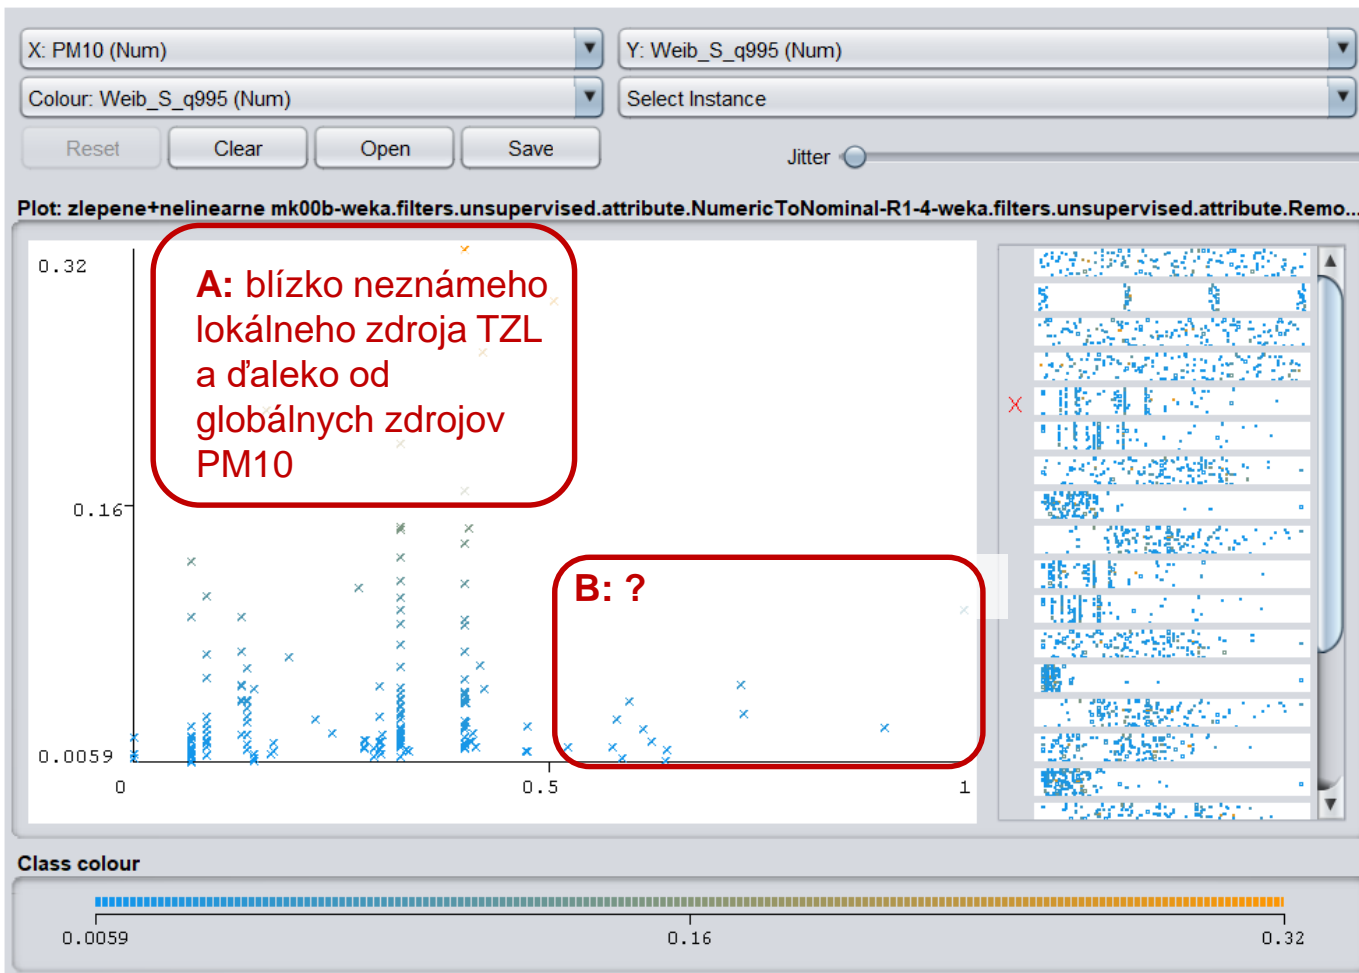 X: PM10 (Num)
Y: Weib_S_q995 (Num)
Colour: Weib_S_q995 (Num)
Select Instance
Reset
Clear
Open
Save
Jitter
Plot: zlepene+nelinearne mk00b-weka.filters.unsupervised.attribute.NumericToNominal-R1-4-weka.filters.unsupervised.attribute.Remo...
0.32
A: blízko neznámeho
lokálneho zdroja TZL
a ďaleko od
globálnych zdrojov
PM10
0.16
B: ?
0.0059
0
0.5
1
X
Class colour
0.0059
0.16
0.32